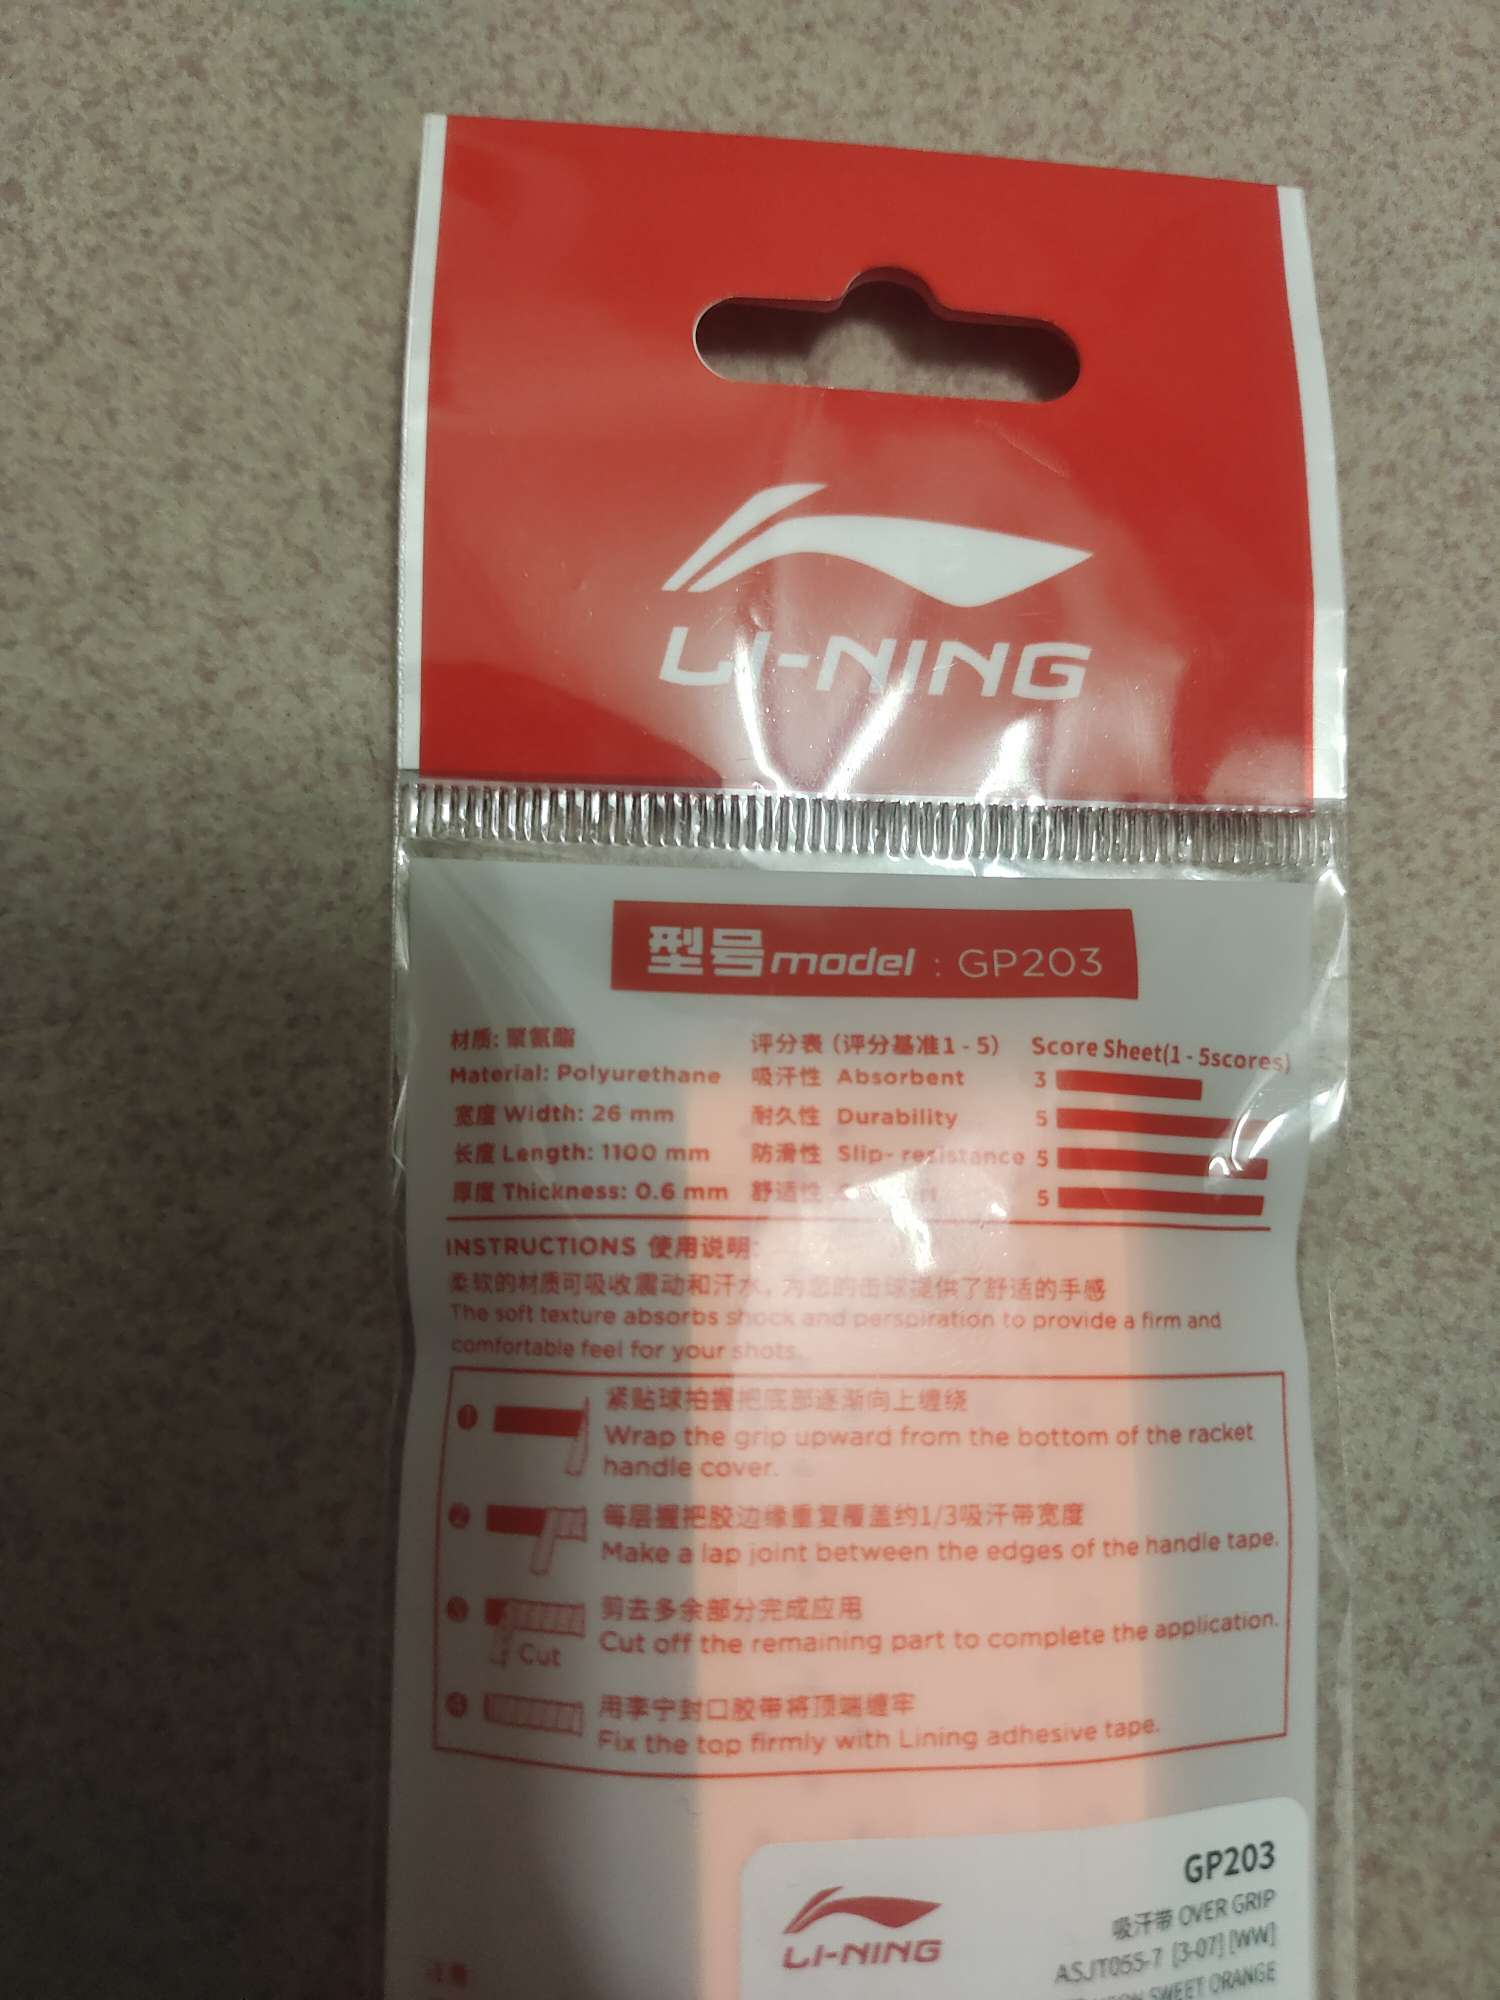 LI-NING
型号model : GP203
材质: 聚氨酯
Material: Polyurethane
宽度 Width: 26 mm
长度 Length: 1100 mm
厚度 Thickness: 0.6 mm
评分表 (评分基准1 - 5) Score Sheet(1 - 5scores)
吸汗性 Absorbent 3
耐久性 Durability 5
防滑性 Slip- resistance 5
舒适性 5
INSTRUCTIONS 使用说明:
柔软的材质可吸收震动和汗水, 为您的击球提供了舒适的手感
The soft texture absorbs shock and perspiration to provide a firm and
comfortable feel for your shots.
1 紧贴球拍握把底部逐渐向上缠绕
Wrap the grip upward from the bottom of the racket
handle cover.
2 每层握把胶边缘重复覆盖约1/3吸汗带宽度
Make a lap joint between the edges of the handle tape.
3 剪去多余部分完成应用
Cut off the remaining part to complete the application.
Cut
4 用李宁封口胶带将顶端缠牢
Fix the top firmly with Lining adhesive tape.
LI-NING
GP203
吸汗带 OVER GRIP
ASJT065-7 [3-07] [WW]
SWEET ORANGE